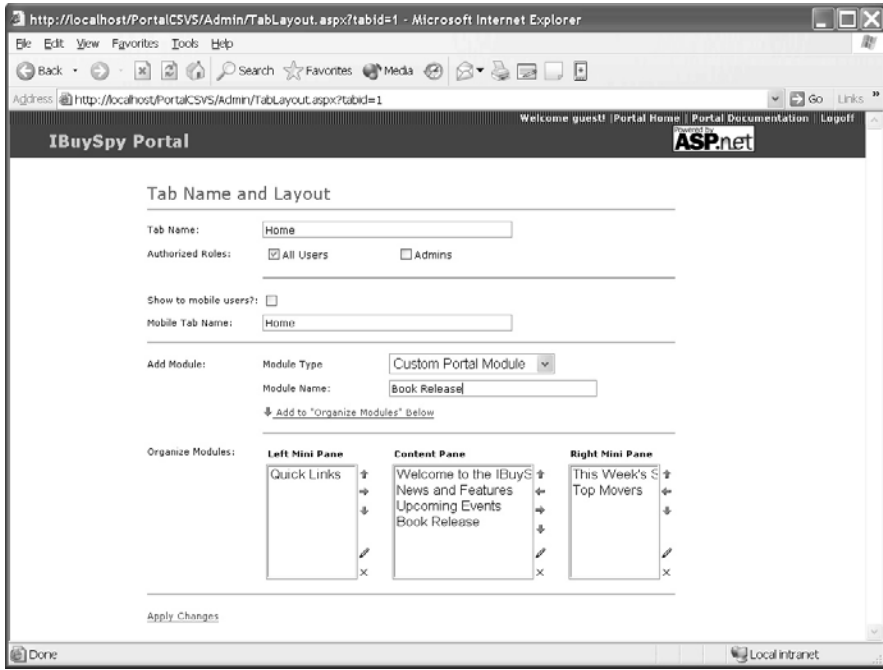 http://localhost/PortalCSVS/Admin/TabLayout.aspx?tabid=1 - Microsoft Internet Explorer
File Edit View Favorites Tools Help
Back Search Favorites Media
Address http://localhost/PortalCSVS/Admin/TabLayout.aspx?tabid=1 Go Links »
Welcome guest! | Portal Home | Portal Documentation | Logoff
IBuySpy Portal
Powered by
ASP.net
Tab Name and Layout
Tab Name: Home
Authorized Roles: All Users Admins
Show to mobile users?:
Mobile Tab Name: Home
Add Module: Module Type Custom Portal Module
Module Name: Book Release
Add to "Organize Modules" Below
Organize Modules: Left Mini Pane Content Pane Right Mini Pane
Quick Links Welcome to the IBuyS This Week's S
News and Features Top Movers
Upcoming Events
Book Release
Apply Changes
Done Local intranet